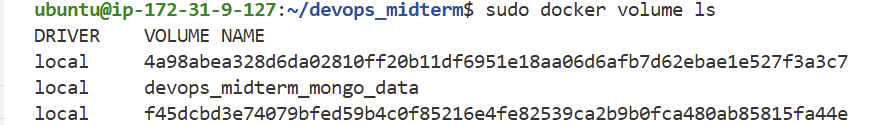 ubuntu@ip-172-31-9-127:~/devops_midterm$ sudo docker volume ls
DRIVER    VOLUME NAME
local     4a98abea328d6da02810ff20b11df6951e18aa06d6afb7d62ebae1e527f3a3c7
local     devops_midterm_mongo_data
local     f45dcbd3e74079bfed59b4c0f85216e4fe82539ca2b9b0fca480ab85815fa44e